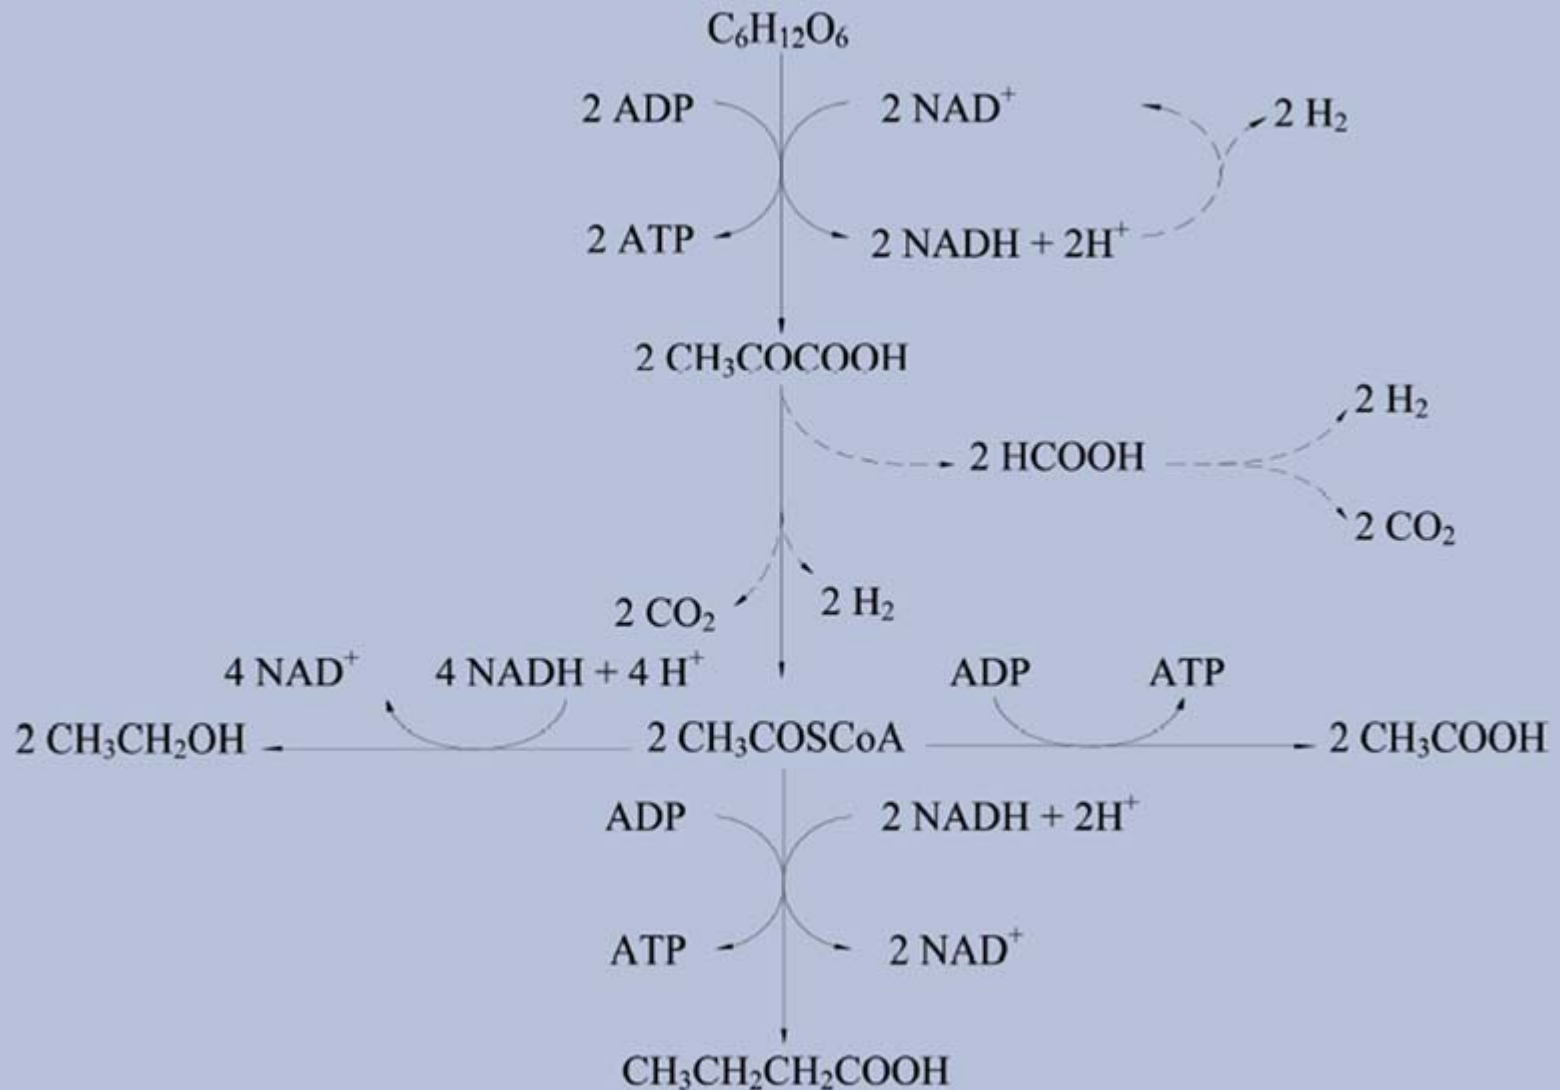 C₆H₁₂O₆
2 ADP 2 NAD⁺ 2 H₂
2 ATP 2 NADH + 2H⁺
2 CH₃COCOOH
2 H₂
2 HCOOH
2 CO₂
2 CO₂ 2 H₂
4 NAD⁺ 4 NADH + 4 H⁺ ADP ATP
2 CH₃CH₂OH 2 CH₃COSCoA 2 CH₃COOH
ADP 2 NADH + 2H⁺
ATP 2 NAD⁺
CH₃CH₂CH₂COOH